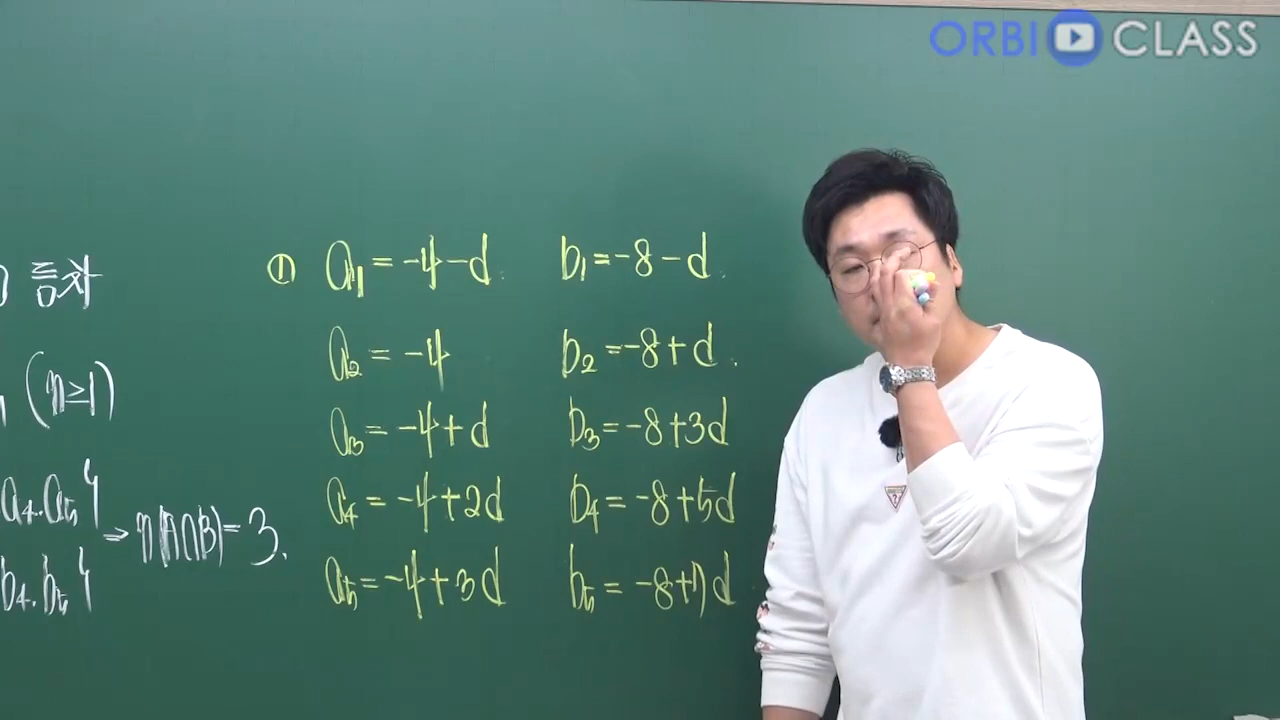 ORBI CLASS
등차
(n≥1)
a₄. a₅ }
⇒ n(A∩B)=3.
b₄. b₅ }
① a₁=-4-d b₁=-8-d
a₂=-4 b₂=-8+d
a₃=-4+d b₃=-8+3d
a₄=-4+2d b₄=-8+5d
a₅=-4+3d b₅=-8+7d
?